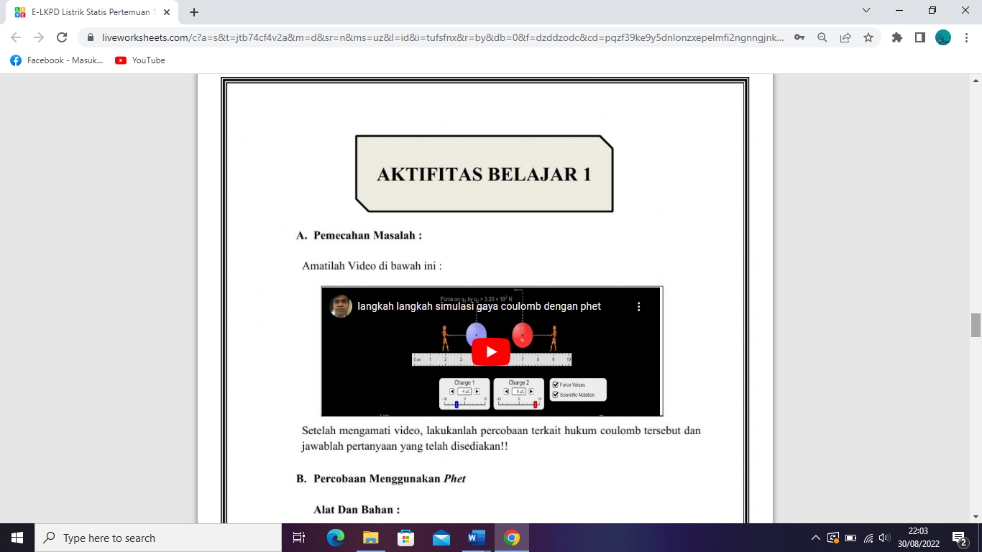 E-LKPD Listrik Statis Pertemuan 1
liveworksheets.com/c?a=s&t=jtb74cf4v2a&m=d&sr=n&ms=uz&l=id&i=tufsfnx&r=by&db=0&f=dzddzodc&cd=pqzf39ke9y5dnlonzxepelmfi2ngnngjnk...
Facebook - Masuk... YouTube
AKTIFITAS BELAJAR 1
A. Pemecahan Masalah :
Amatilah Video di bawah ini :
langkah langkah simulasi gaya coulomb dengan phet
Charge 1 Charge 2
Force Values
Scientific Notation
Setelah mengamati video, lakukanlah percobaan terkait hukum coulomb tersebut dan
jawablah pertanyaan yang telah disediakan!!
B. Percobaan Menggunakan Phet
Alat Dan Bahan :
Type here to search
22:03
30/08/2022
2